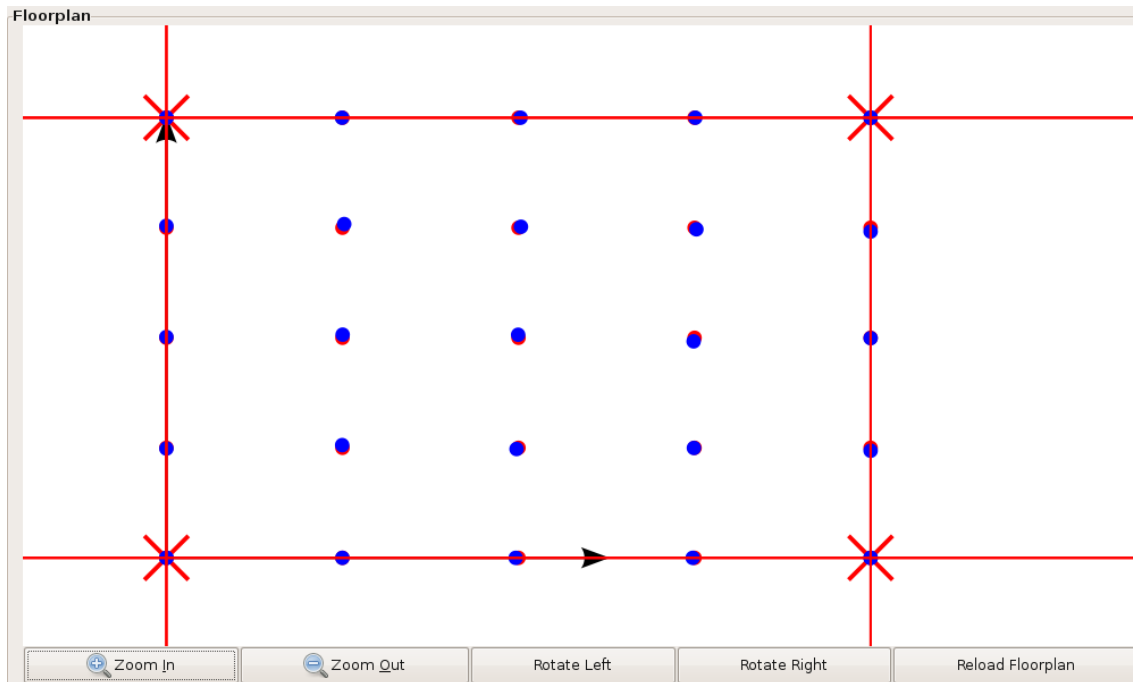 Floorplan
Zoom In
Zoom Out
Rotate Left
Rotate Right
Reload Floorplan